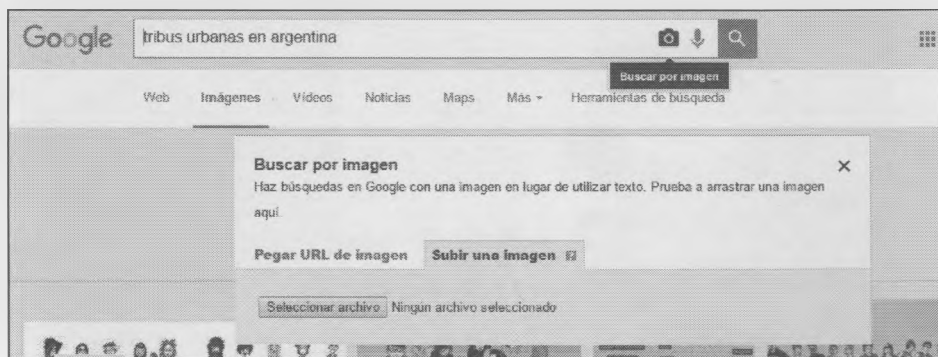 Google tribus urbanas en argentina
Buscar por imagen
Web Imágenes Vídeos Noticias Maps Más Herramientas de búsqueda
Buscar por imagen
Haz búsquedas en Google con una imagen en lugar de utilizar texto. Prueba a arrastrar una imagen
aquí.
Pegar URL de imagen Subir una imagen
Seleccionar archivo Ningún archivo seleccionado